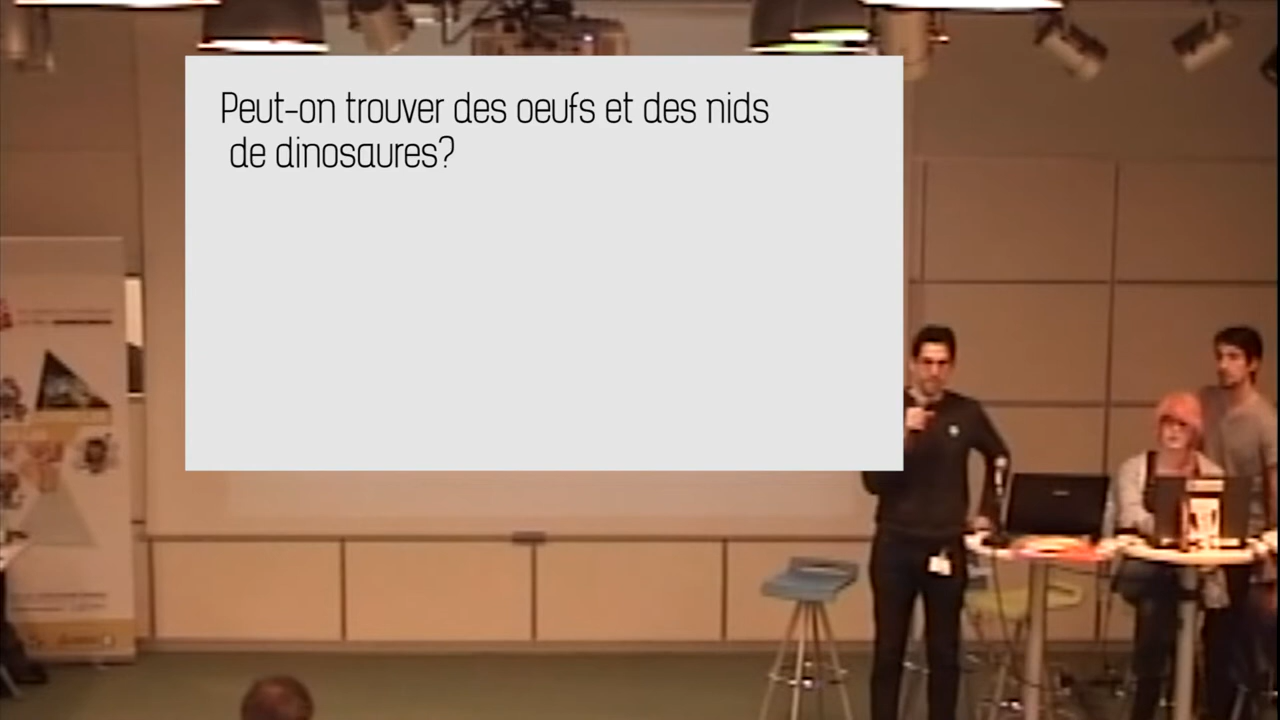 Peut-on trouver des oeufs et des nids
de dinosaures?